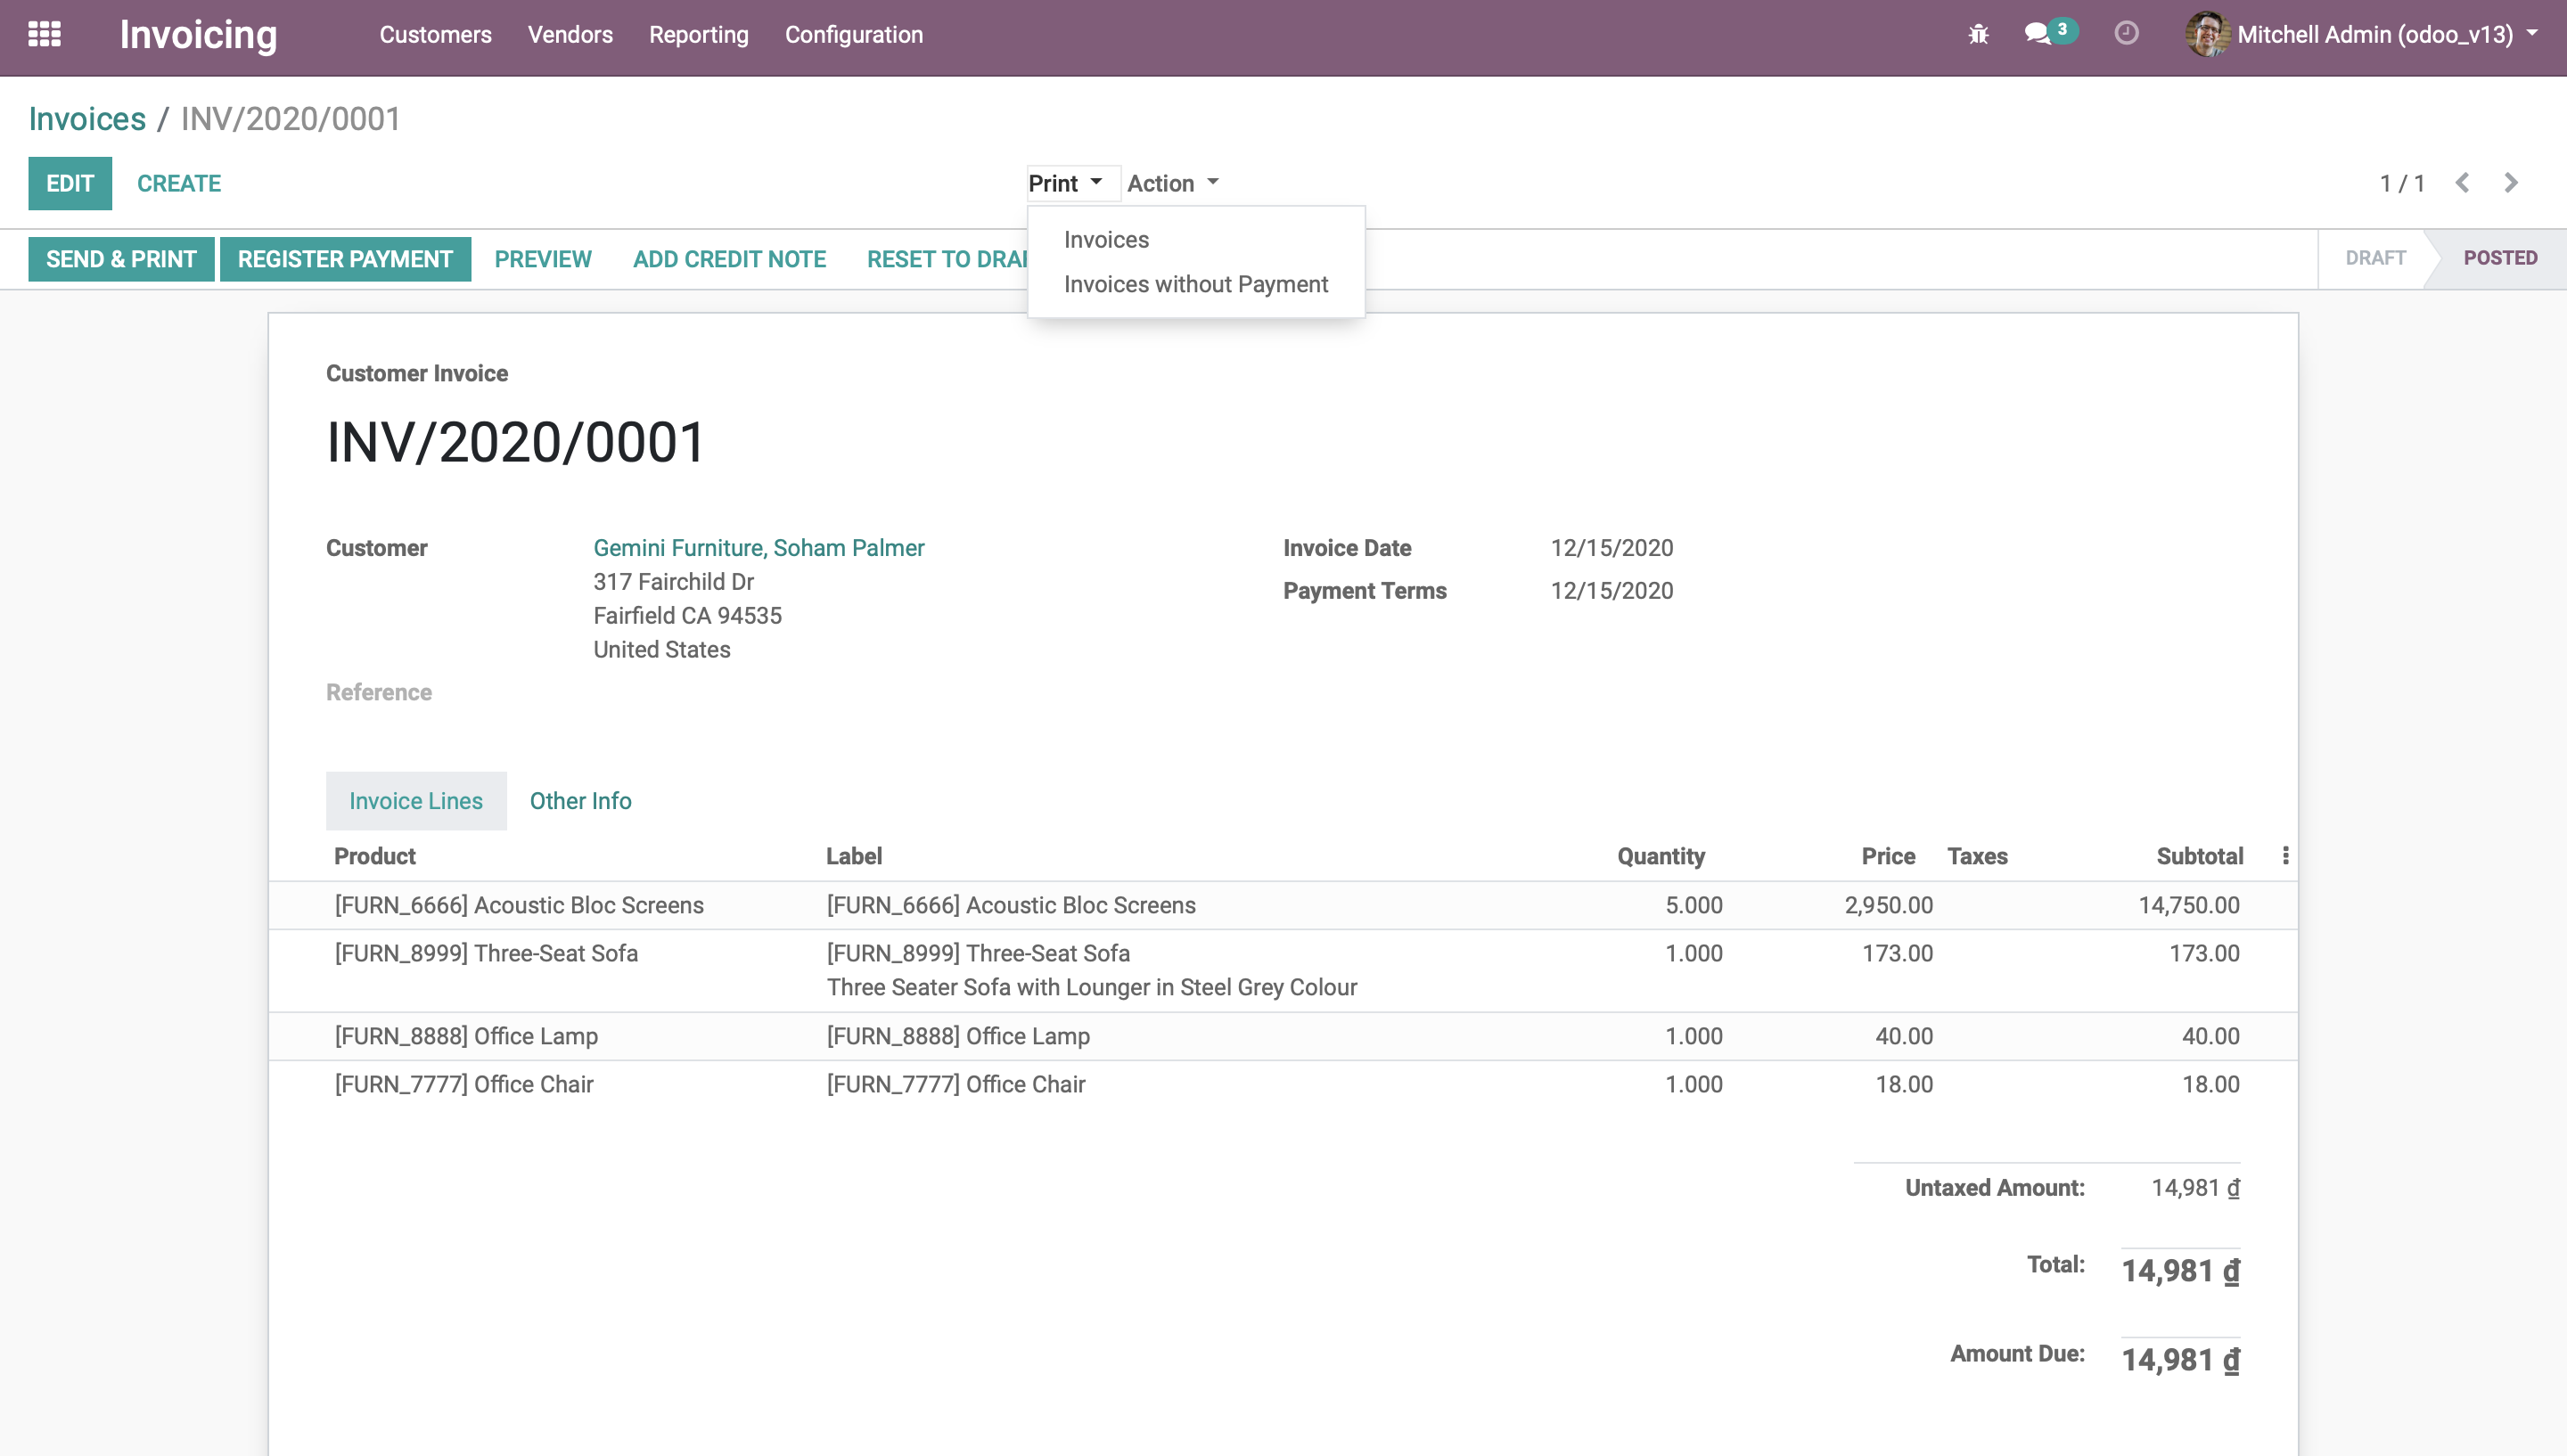 Invoicing Customers Vendors Reporting Configuration 3 Mitchell Admin (odoo_v13)
Invoices / INV/2020/0001
EDIT CREATE Print Action 1 / 1
Invoices
Invoices without Payment
SEND & PRINT REGISTER PAYMENT PREVIEW ADD CREDIT NOTE RESET TO DRAF DRAFT POSTED
Customer Invoice
INV/2020/0001
Customer Gemini Furniture, Soham Palmer Invoice Date 12/15/2020
317 Fairchild Dr Payment Terms 12/15/2020
Fairfield CA 94535
United States
Reference
Invoice Lines Other Info
Product Label Quantity Price Taxes Subtotal
[FURN_6666] Acoustic Bloc Screens [FURN_6666] Acoustic Bloc Screens 5.000 2,950.00 14,750.00
[FURN_8999] Three-Seat Sofa [FURN_8999] Three-Seat Sofa 1.000 173.00 173.00
Three Seater Sofa with Lounger in Steel Grey Colour
[FURN_8888] Office Lamp [FURN_8888] Office Lamp 1.000 40.00 40.00
[FURN_7777] Office Chair [FURN_7777] Office Chair 1.000 18.00 18.00
Untaxed Amount: 14,981 ₫
Total: 14,981 ₫
Amount Due: 14,981 ₫